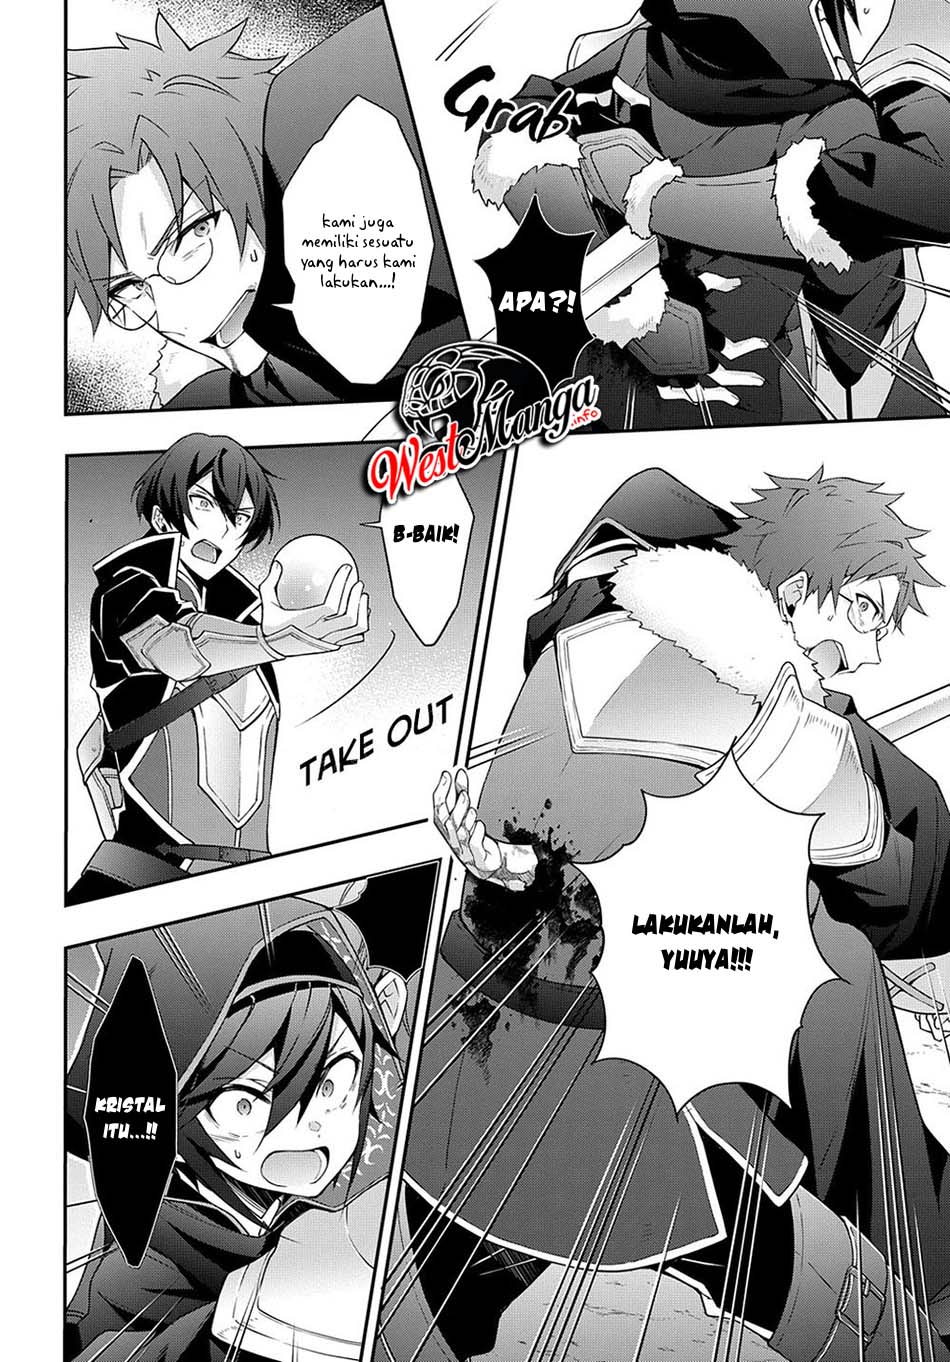 Grab
APA?!
kami juga
memiliki sesuatu
yang harus kami
lakukan...!
WestManga
.info
LAKUKANLAH,
YUUYA!!!
B-BAIK!
TAKE OUT
KRISTAL
ITU...!!